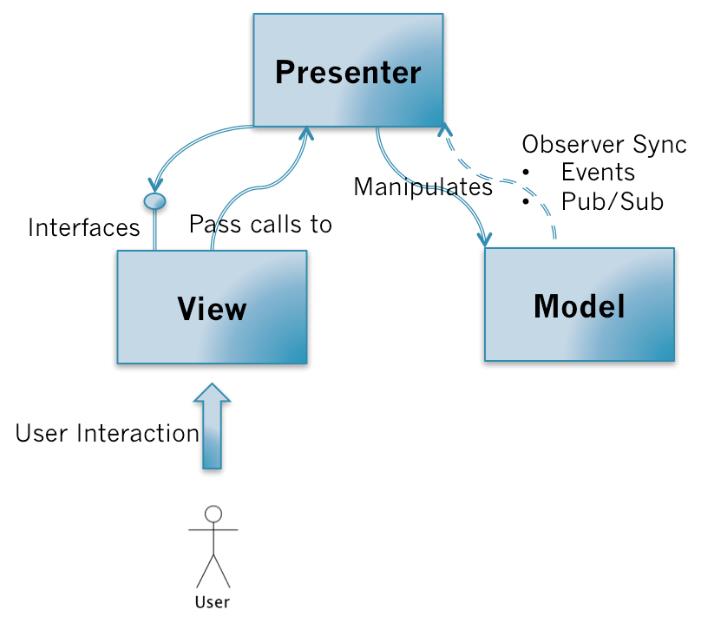 Presenter
Observer Sync
• Events
• Pub/Sub
Manipulates
Interfaces
Pass calls to
View
Model
User Interaction
User